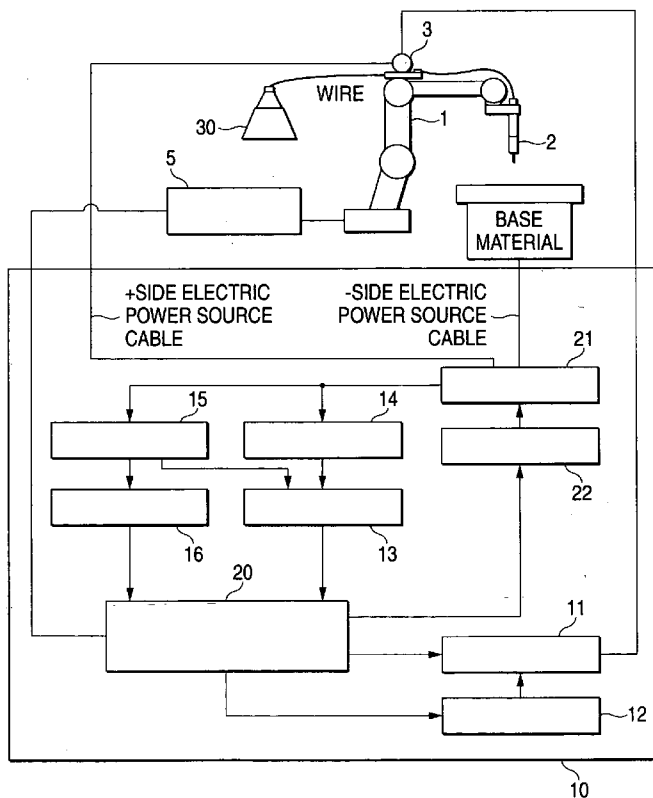 3
WIRE
30
1
2
5
BASE
MATERIAL
+SIDE ELECTRIC
POWER SOURCE
CABLE
-SIDE ELECTRIC
POWER SOURCE
CABLE
21
15
14
22
16
13
20
11
12
10